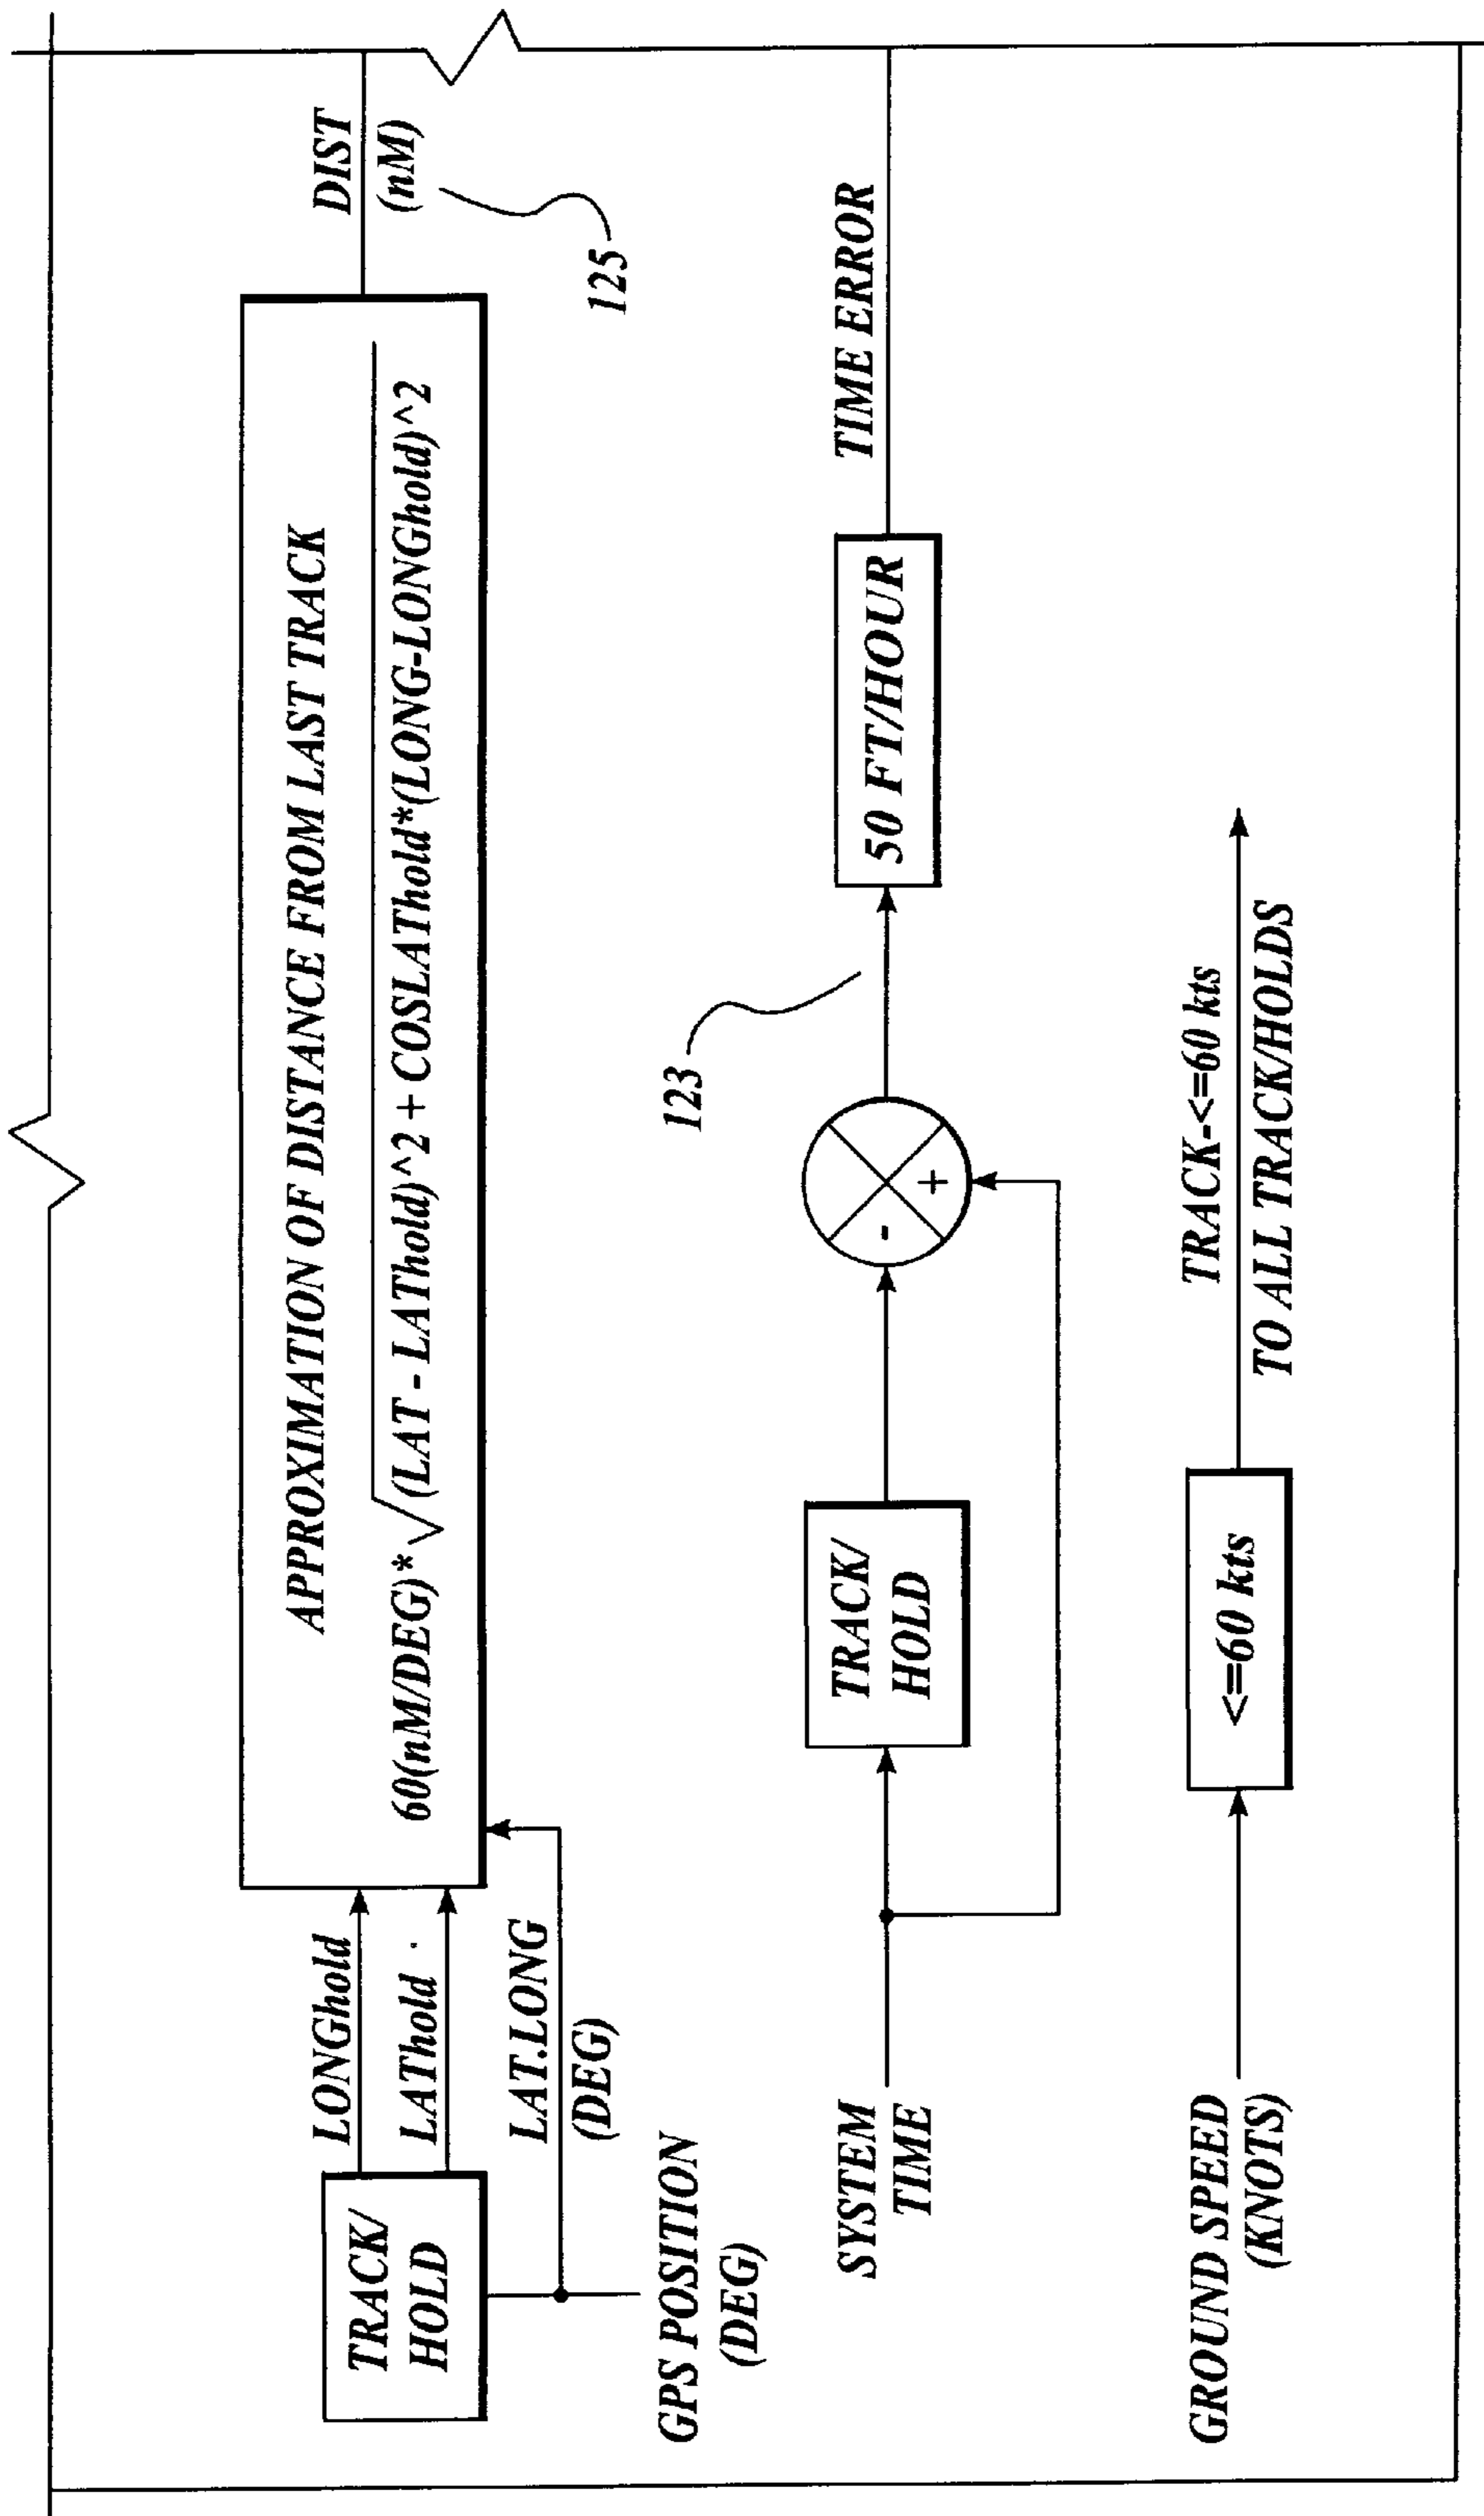 APPROXIMATION OF DISTANCE FROM LAST TRACK
60(nM/DEG)*√(LAT - LAThold)^2 + COSLAThold*(LONG-LONGhold)^2
TRACK/
HOLD
LONGhold
LAThold
LAT.LONG
(DEG)
GPS POSITION
(DEG)
DIST
(nM)
125
SYSTEM
TIME
TRACK/
HOLD
-
+
123
50 FT/HOUR
TIME ERROR
GROUND SPEED
(KNOTS)
<=60 kts
TRACK-<=60 kts
TO ALL TRACK/HOLDS